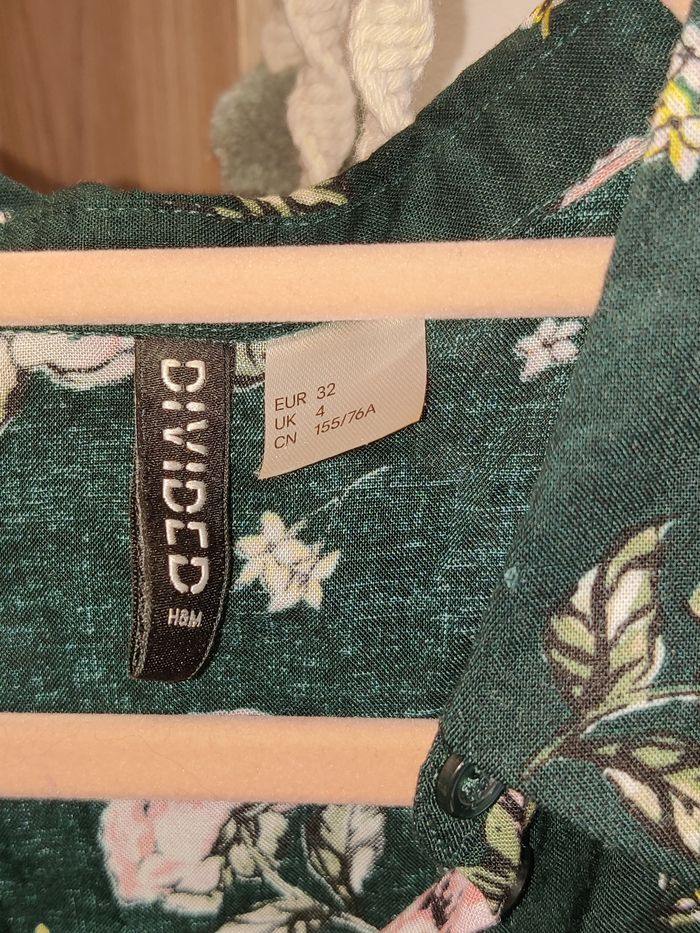 DIVIDED
H&M
EUR 32
UK 4
CN 155/76A